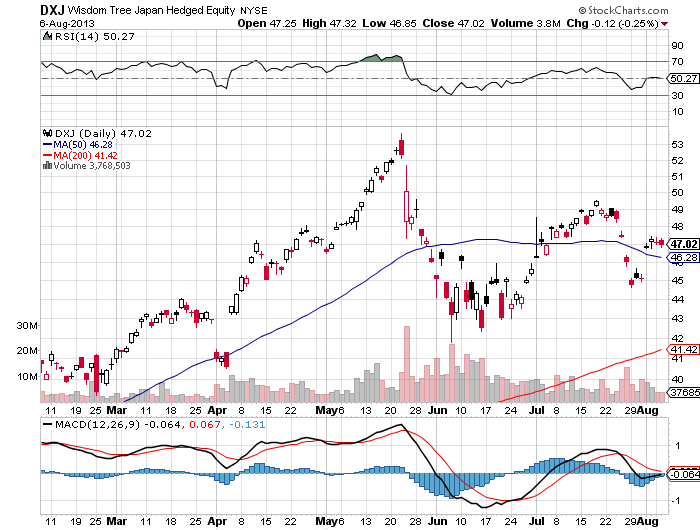 DXJ Wisdom Tree Japan Hedged Equity NYSE © StockCharts.com
6-Aug-2013 Open 47.25 High 47.32 Low 46.85 Close 47.02 Volume 3.8M Chg -0.12 (-0.25%)
RSI(14) 50.27
90
70
50.27
30
10
DXJ (Daily) 47.02
MA(50) 46.28
MA(200) 41.42
Volume 3,768,503
53
52
51
50
49
48
47.02
46.28
45
44
43
42
41.42
40
37685
30M
20M
10M
11 19 25 Mar 11 18 25 Apr 8 15 22 May 6 13 20 28 Jun 10 17 24 Jul 8 15 22 29 Aug
MACD(12,26,9) -0.064, 0.067, -0.131
1
-0.064
-1
11 19 25 Mar 11 18 25 Apr 8 15 22 May 6 13 20 28 Jun 10 17 24 Jul 8 15 22 29 Aug